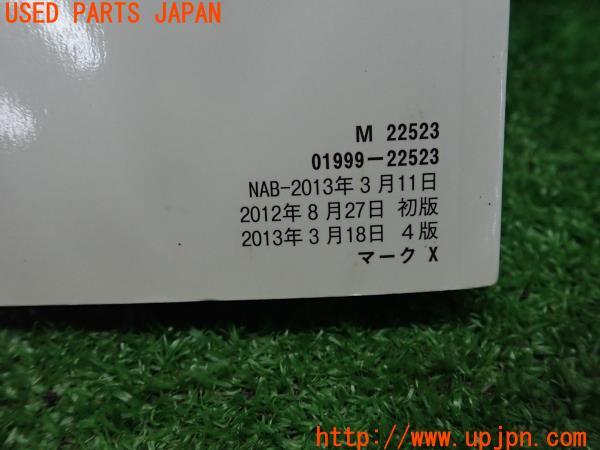 USED PARTS JAPAN
M 22523
01999-22523
NAB-2013年3月11日
2012年8月27日 初版
2013年3月18日 4版
マークX
http://www.upjpn.com/